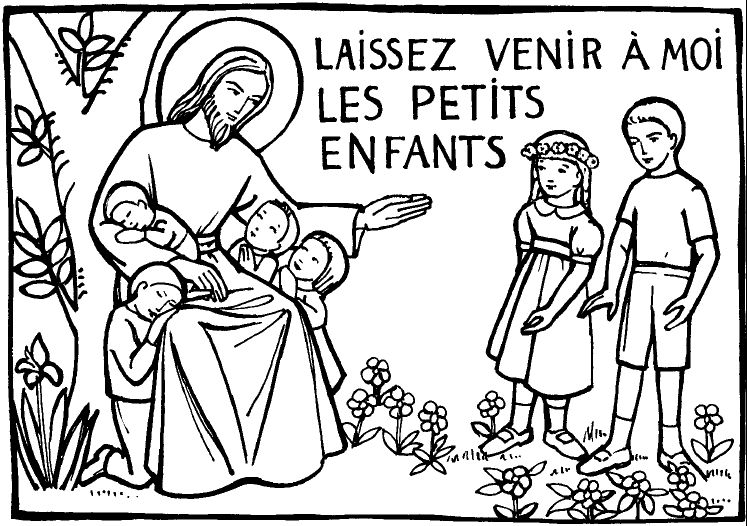 LAISSEZ VENIR À MOI
LES PETITS
ENFANTS